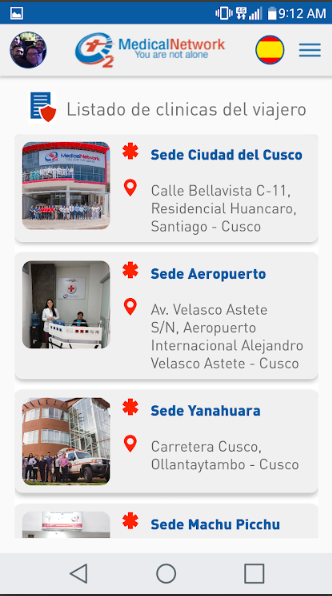 9:12 AM
MedicalNetwork
You are not alone
O2
Listado de clinicas del viajero
Sede Ciudad del Cusco
Calle Bellavista C-11,
Residencial Huancaro,
Santiago - Cusco
Sede Aeropuerto
Av. Velasco Astete
S/N, Aeropuerto
Internacional Alejandro
Velasco Astete - Cusco
Sede Yanahuara
Carretera Cusco,
Ollantaytambo - Cusco
Sede Machu Picchu